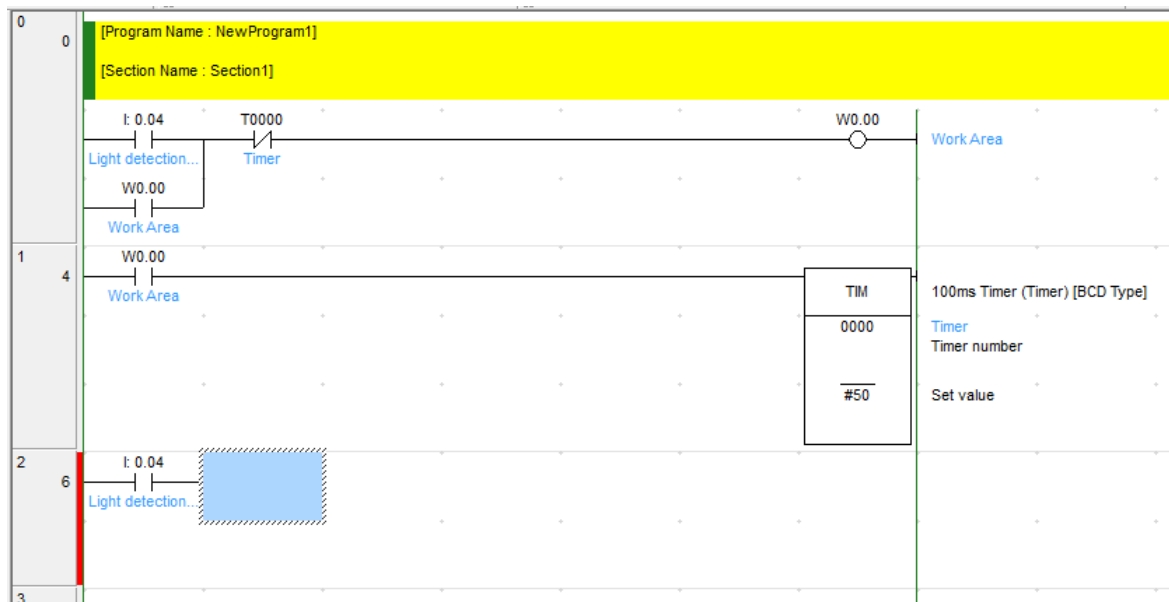 0
0
[Program Name : NewProgram1]
[Section Name : Section1]
I: 0.04 T0000 W0.00
Work Area
Light detection... Timer
W0.00
Work Area
1
4
W0.00
Work Area
TIM
100ms Timer (Timer) [BCD Type]
0000
Timer
Timer number
#50
Set value
2
6
I: 0.04
Light detection...
3